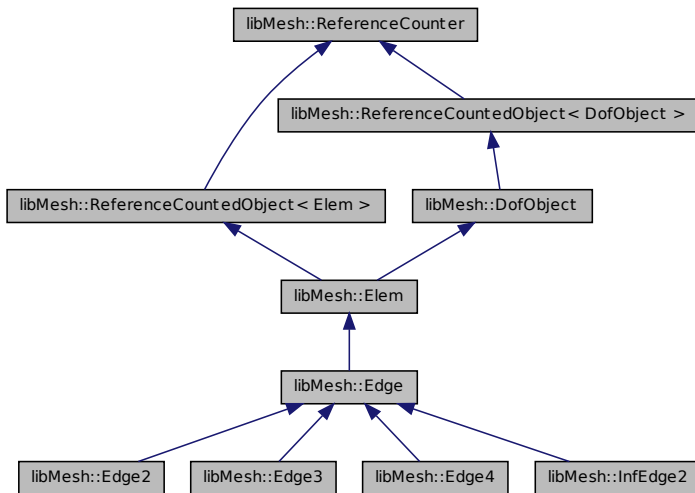 libMesh::ReferenceCounter
libMesh::ReferenceCountedObject< DofObject >
libMesh::ReferenceCountedObject< Elem >
libMesh::DofObject
libMesh::Elem
libMesh::Edge
libMesh::Edge2
libMesh::Edge3
libMesh::Edge4
libMesh::InfEdge2